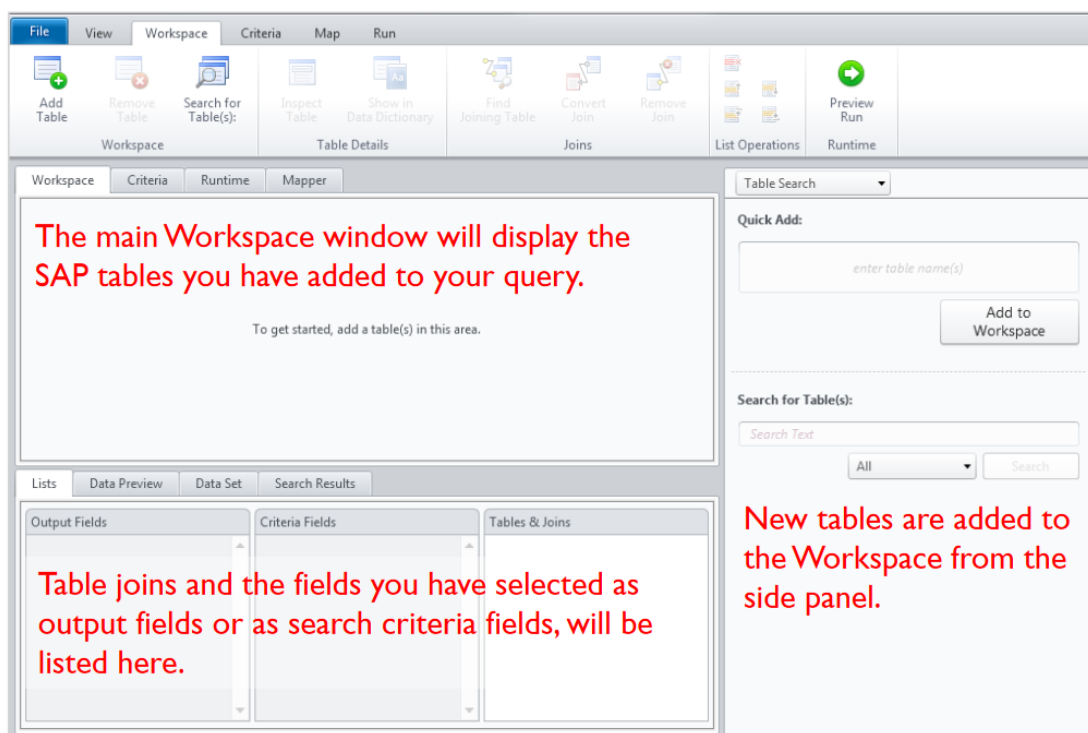 File View Workspace Criteria Map Run
Add Table
Remove Table
Search for Table(s):
Workspace
Inspect Table
Show in Data Dictionary
Table Details
Find Joining Table
Convert Join
Remove Join
Joins
List Operations
Preview Run
Runtime
Workspace Criteria Runtime Mapper
The main Workspace window will display the
SAP tables you have added to your query.
To get started, add a table(s) in this area.
Table Search
Quick Add:
enter table name(s)
Add to
Workspace
Search for Table(s):
Search Text
All Search
New tables are added to
the Workspace from the
side panel.
Lists Data Preview Data Set Search Results
Output Fields Criteria Fields Tables & Joins
Table joins and the fields you have selected as
output fields or as search criteria fields, will be
listed here.